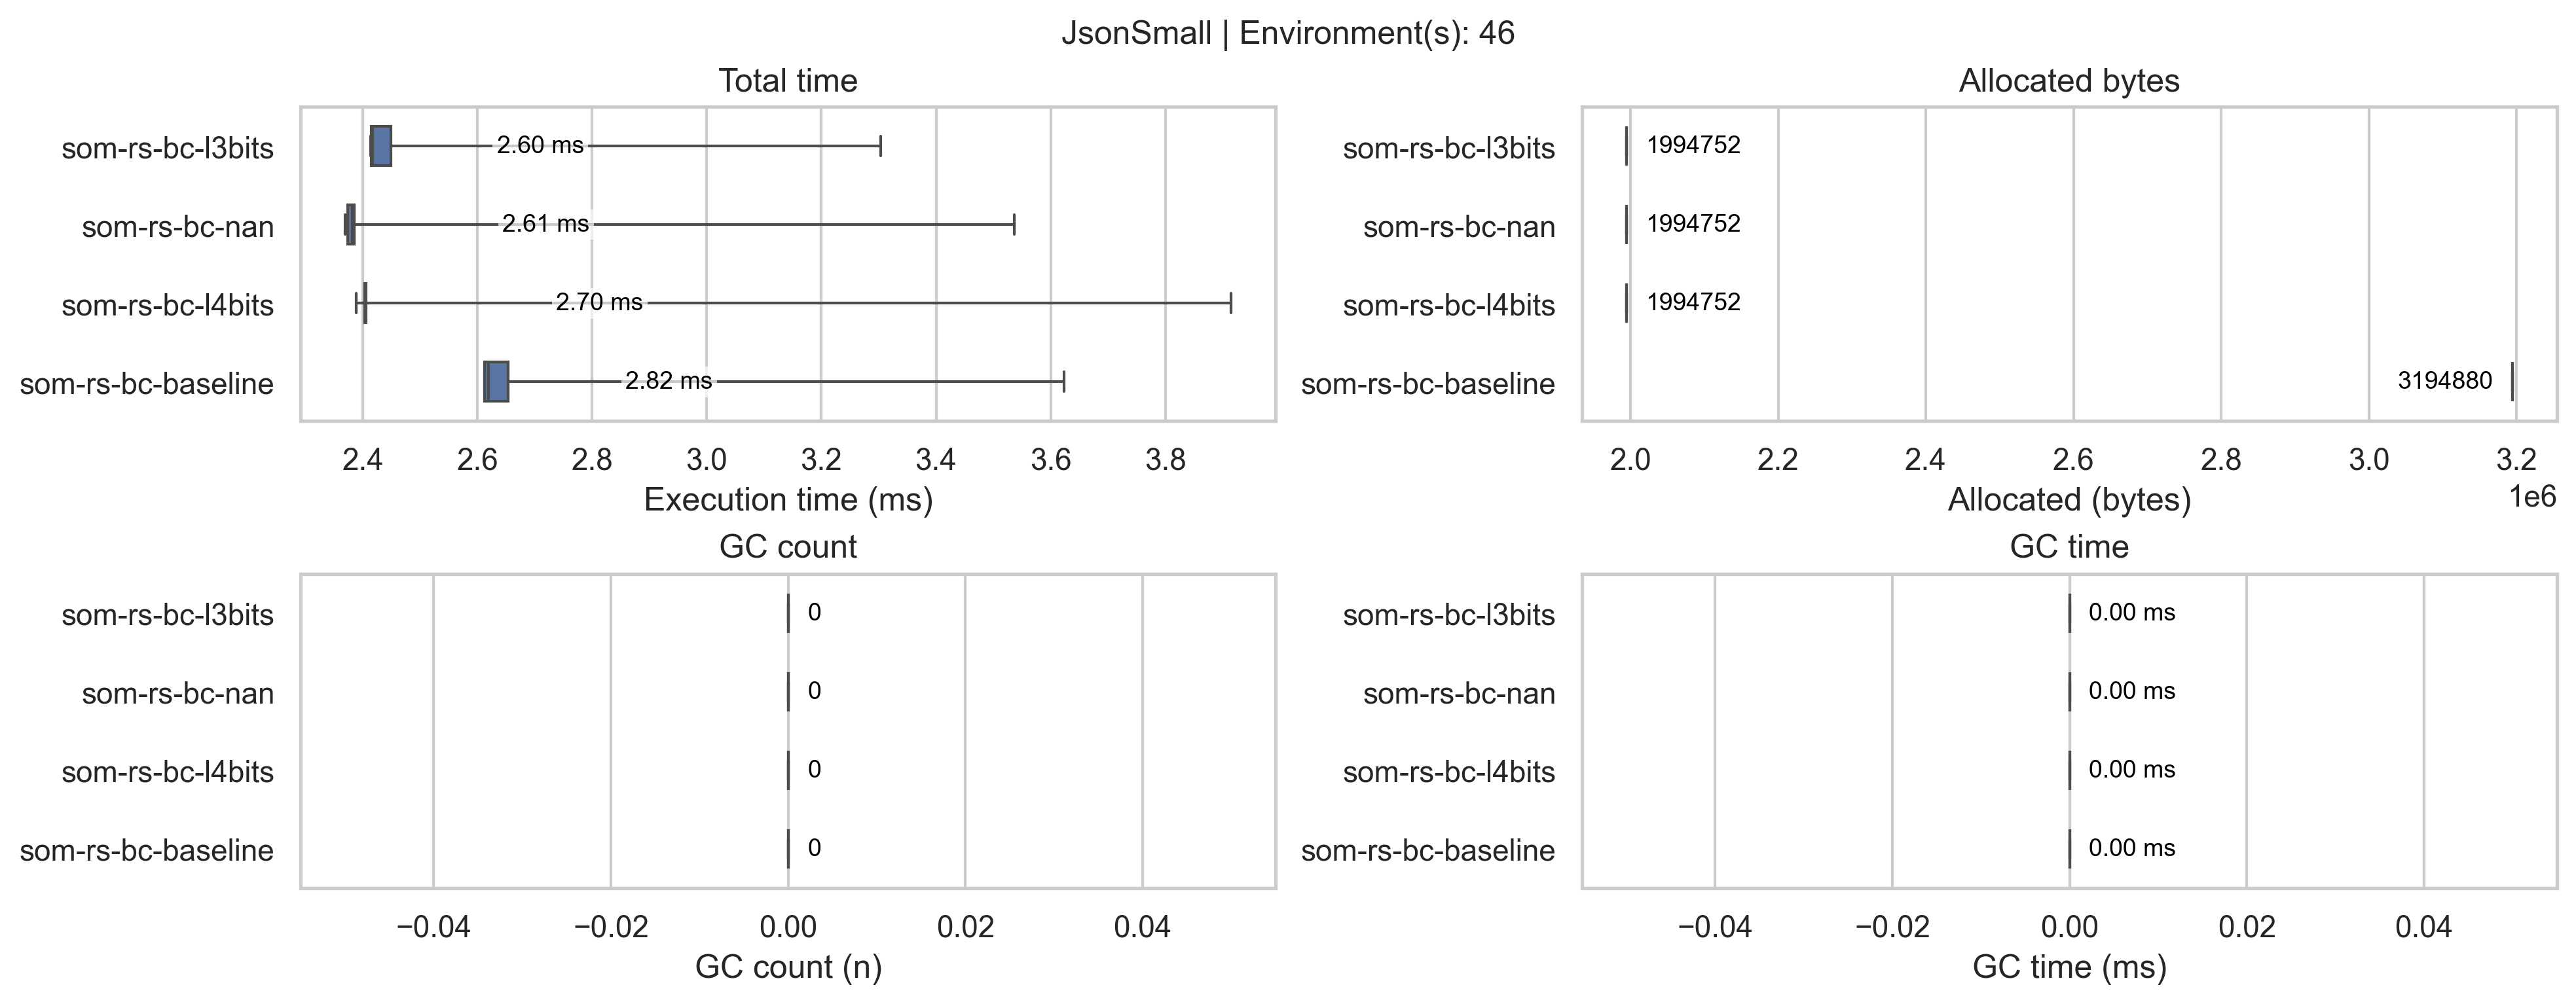 JsonSmall | Environment(s): 46
Total time
som-rs-bc-l3bits
2.60 ms
som-rs-bc-nan
2.61 ms
som-rs-bc-l4bits
2.70 ms
som-rs-bc-baseline
2.82 ms
2.4 2.6 2.8 3.0 3.2 3.4 3.6 3.8
Execution time (ms)
Allocated bytes
som-rs-bc-l3bits
1994752
som-rs-bc-nan
1994752
som-rs-bc-l4bits
1994752
som-rs-bc-baseline
3194880
2.0 2.2 2.4 2.6 2.8 3.0 3.2
1e6
Allocated (bytes)
GC count
som-rs-bc-l3bits
0
som-rs-bc-nan
0
som-rs-bc-l4bits
0
som-rs-bc-baseline
0
−0.04 −0.02 0.00 0.02 0.04
GC count (n)
GC time
som-rs-bc-l3bits
0.00 ms
som-rs-bc-nan
0.00 ms
som-rs-bc-l4bits
0.00 ms
som-rs-bc-baseline
0.00 ms
−0.04 −0.02 0.00 0.02 0.04
GC time (ms)